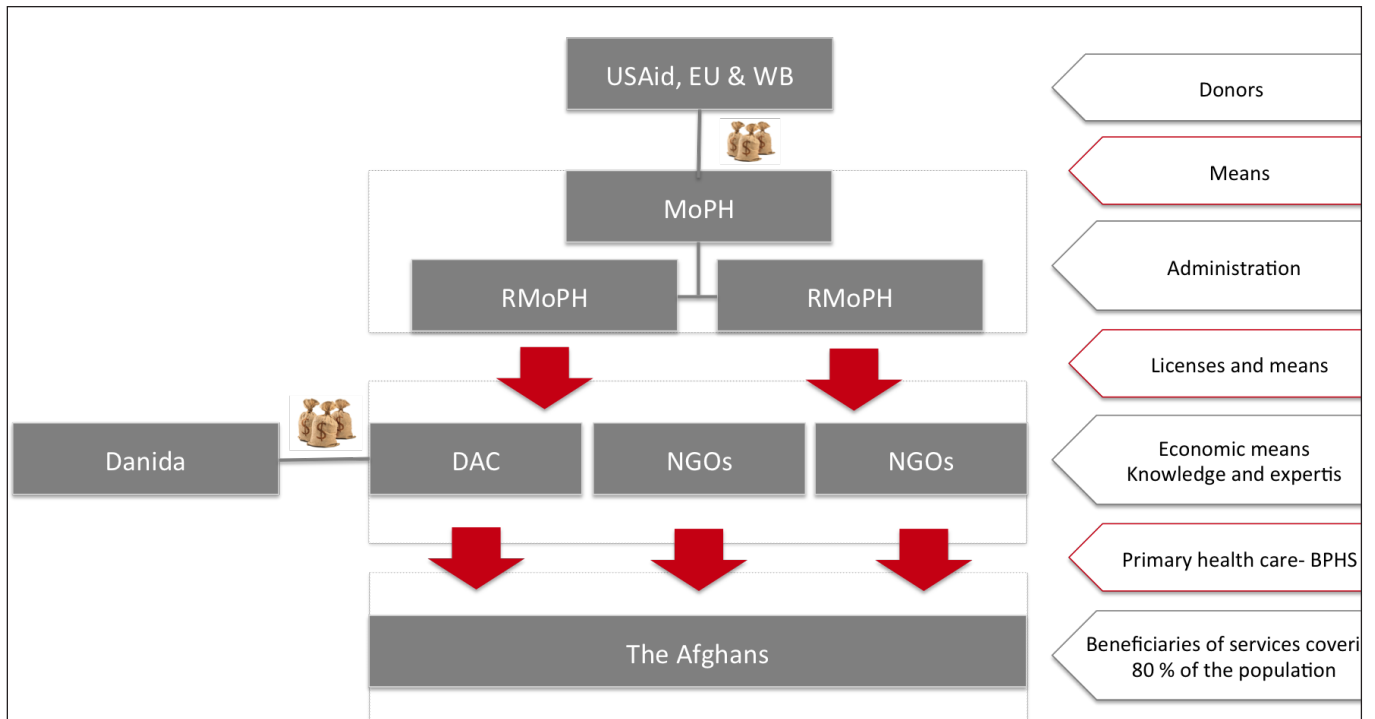 USAid, EU & WB
Donors
Means
MoPH
Administration
RMoPH
RMoPH
Licenses and means
Danida
DAC
NGOs
NGOs
Economic means
Knowledge and expertis
Primary health care- BPHS
The Afghans
Beneficiaries of services coveri
80 % of the population